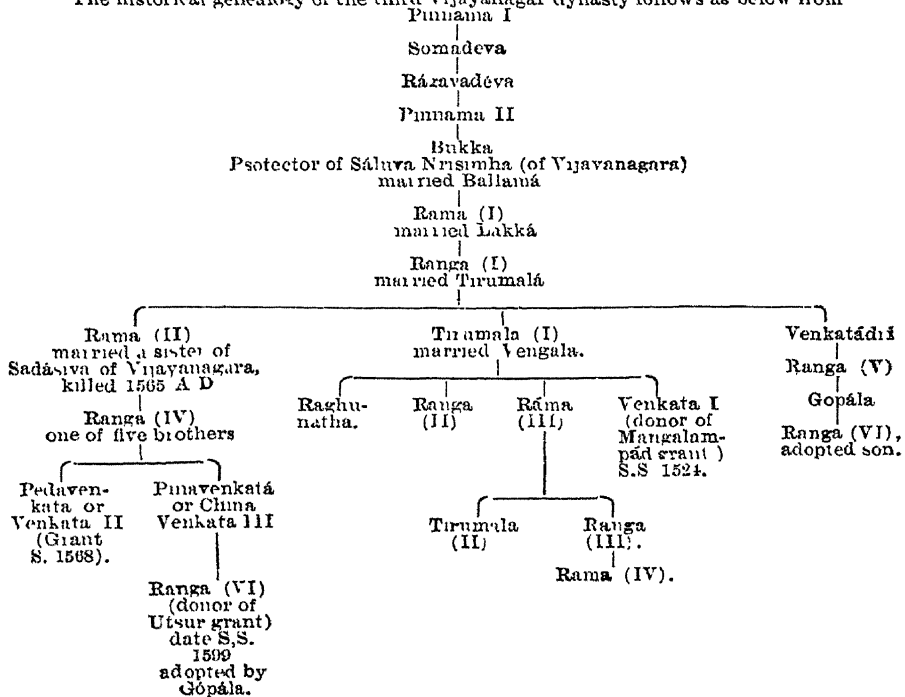 The historical genealogy of the third Vijayanagar dynasty follows as below from
Pinnama I
Somadeva
Rázavadéva
Pinnama II
Bukka
Psotector of Sáluva Nrisimha (of Vijayanagara)
married Ballamá
Rama (I)
married Lakká
Ranga (I)
married Tirumalá
Rama (II)
married a sister of
Sadásiva of Vijayanagara,
killed 1565 A D
Ranga (IV)
one of five brothers
Pedaven-
kata or
Venkata II
(Grant
S. 1568).
Pinavenkatá
or China
Venkata III
Ranga (VI)
(donor of
Utsur grant)
date S,S.
1599
adopted by
Gópála.
Tirumala (I)
married Vengala.
Raghu-
natha.
Ranga
(II)
Ráma
(III)
Venkata I
(donor of
Mangalam-
pád grant )
S.S 1524.
Tirumala
(II)
Ranga
(III).
Rama (IV).
Venkatádri
Ranga (V)
Gopála
Ranga (VI),
adopted son.